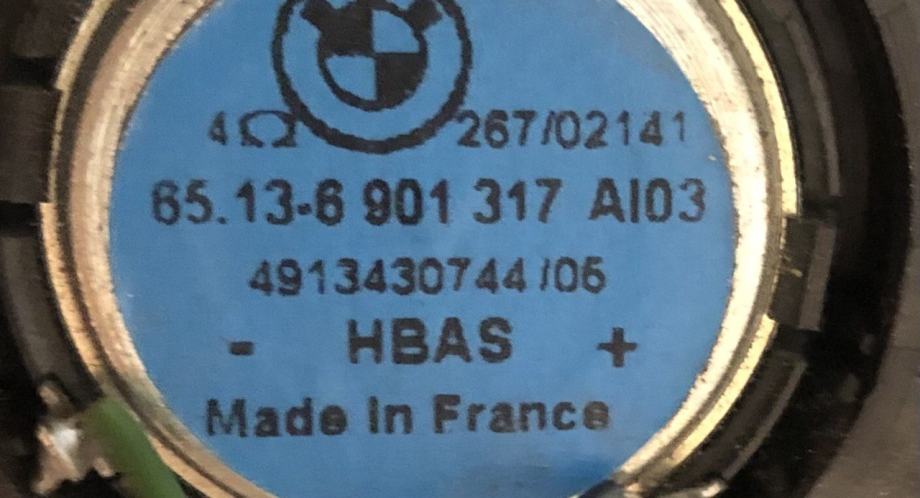 4Ω 267/02141
65.13-6 901 317 AI03
4913430744/06
- HBAS +
Made in France